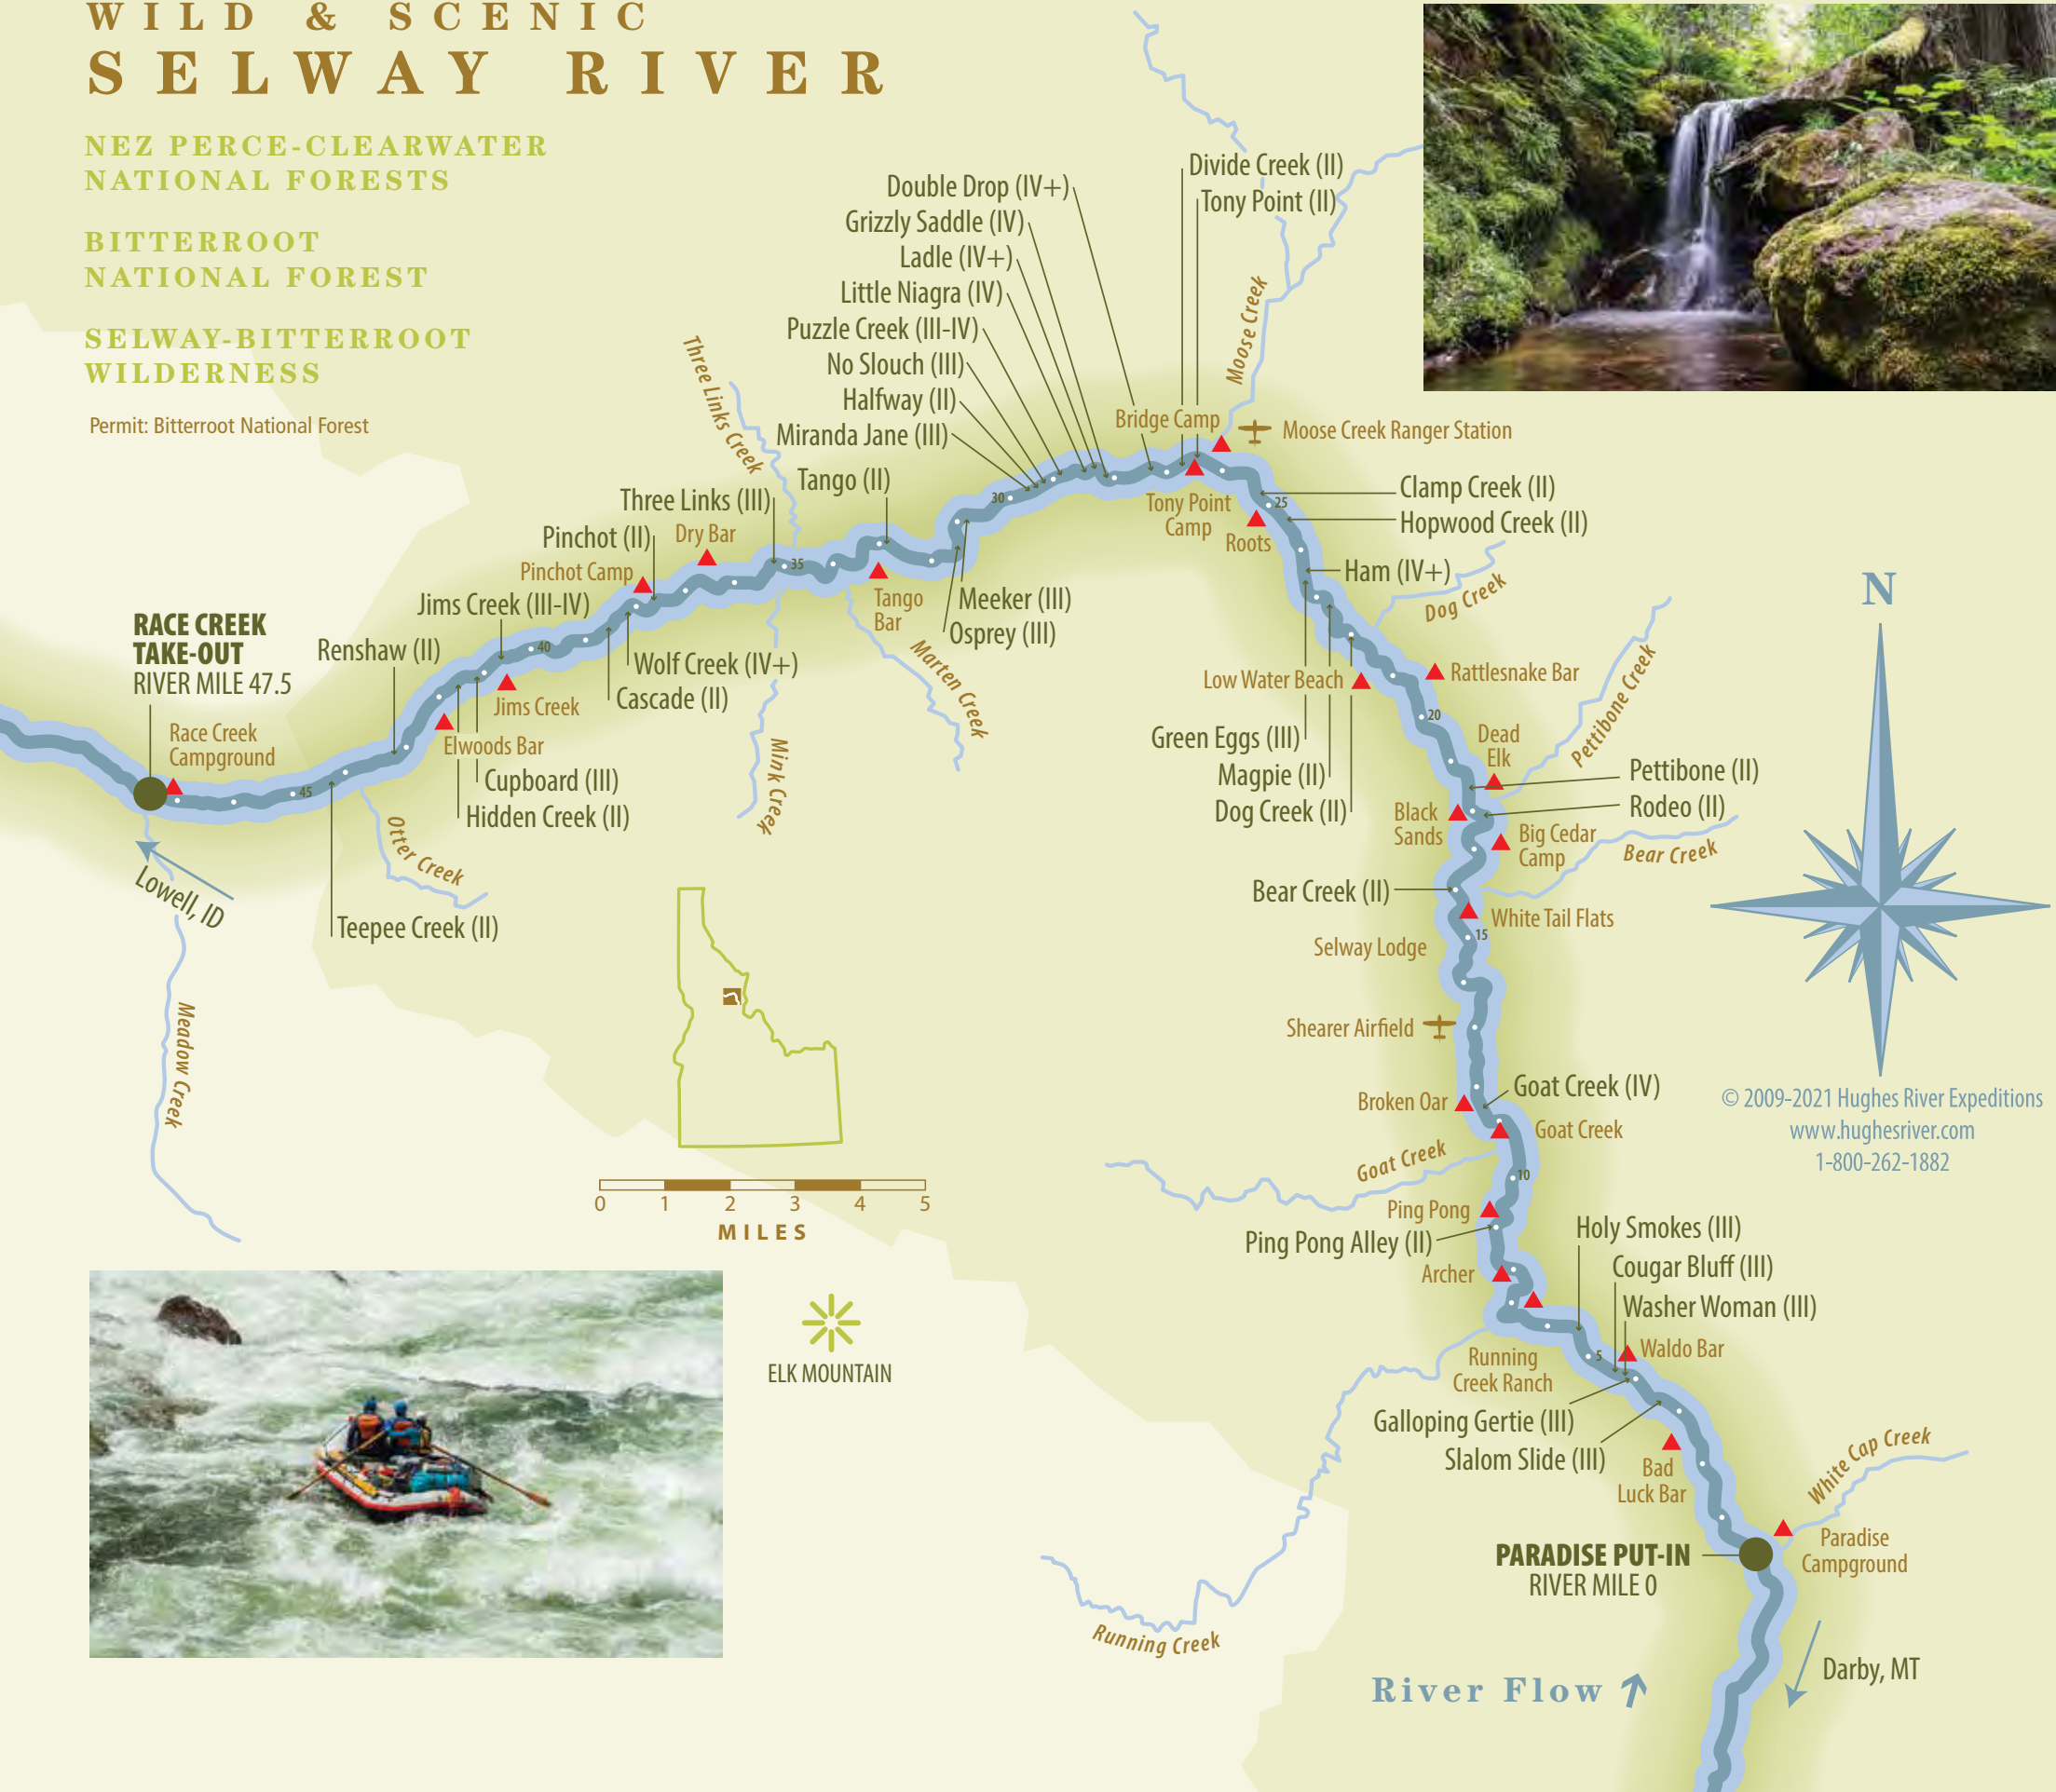 WILD & SCENIC
SELWAY RIVER
NEZ PERCE-CLEARWATER
NATIONAL FORESTS
BITTERROOT
NATIONAL FOREST
SELWAY-BITTERROOT
WILDERNESS
Permit: Bitterroot National Forest
Divide Creek (II)
Tony Point (II)
Double Drop (IV+)
Grizzly Saddle (IV)
Ladle (IV+)
Little Niagra (IV)
Puzzle Creek (III-IV)
No Slouch (III)
Halfway (II)
Miranda Jane (III)
Tango (II)
Three Links (III)
Pinchot (II)
Dry Bar
Pinchot Camp
Jims Creek (III-IV)
Renshaw (II)
RACE CREEK
TAKE-OUT
RIVER MILE 47.5
Race Creek
Campground
Three Links Creek
Moose Creek
Bridge Camp
Moose Creek Ranger Station
Tony Point
Camp
Roots
25
30
35
40
45
Clamp Creek (II)
Hopwood Creek (II)
Ham (IV+)
Dog Creek
N
Tango
Bar
Meeker (III)
Osprey (III)
Marten Creek
Wolf Creek (IV+)
Cascade (II)
Jims Creek
Elwoods Bar
Cupboard (III)
Hidden Creek (II)
Mink Creek
Otter Creek
Teepee Creek (II)
Lowell, ID
Meadow Creek
Low Water Beach
Rattlesnake Bar
20
Green Eggs (III)
Magpie (II)
Dog Creek (II)
Dead
Elk
Pettibone Creek
Pettibone (II)
Rodeo (II)
Black
Sands
Big Cedar
Camp
Bear Creek
Bear Creek (II)
White Tail Flats
15
Selway Lodge
Shearer Airfield
Goat Creek (IV)
Broken Oar
Goat Creek
Goat Creek
10
Ping Pong
Ping Pong Alley (II)
Archer
Holy Smokes (III)
Cougar Bluff (III)
Washer Woman (III)
Waldo Bar
5
Running
Creek Ranch
Galloping Gertie (III)
Slalom Slide (III)
Bad
Luck Bar
White Cap Creek
Paradise
Campground
PARADISE PUT-IN
RIVER MILE 0
Running Creek
River Flow
Darby, MT
© 2009-2021 Hughes River Expeditions
www.hughesriver.com
1-800-262-1882
0 1 2 3 4 5
MILES
ELK MOUNTAIN